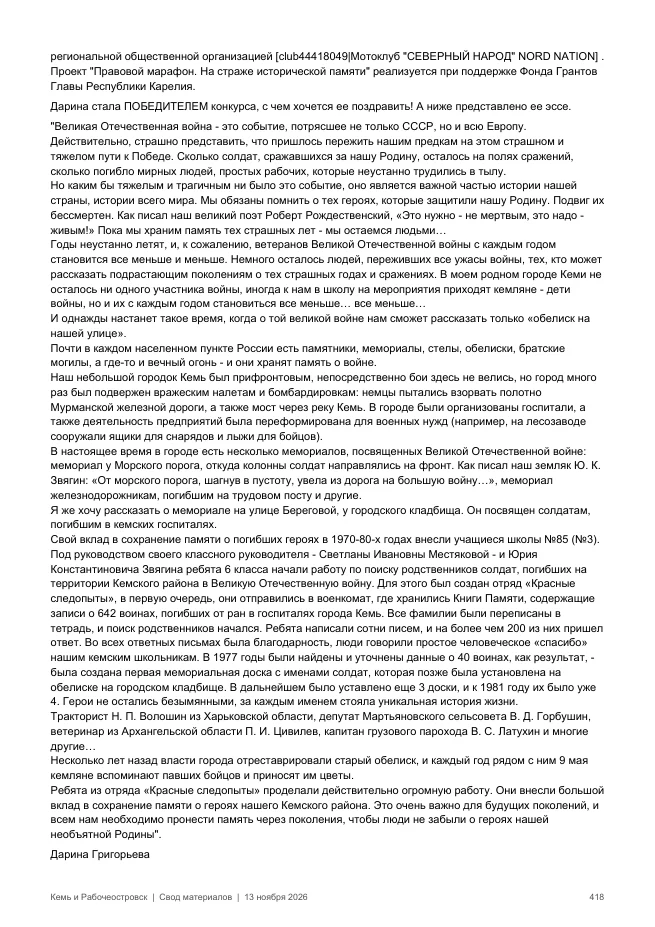 региональной общественной организацией [club44418049|Мотоклуб "СЕВЕРНЫЙ НАРОД" NORD NATION] .
Проект "Правовой марафон. На страже исторической памяти" реализуется при поддержке Фонда Грантов
Главы Республики Карелия.
Дарина стала ПОБЕДИТЕЛЕМ конкурса, с чем хочется ее поздравить! А ниже представлено ее эссе.
"Великая Отечественная война - это событие, потрясшее не только СССР, но и всю Европу.
Действительно, страшно представить, что пришлось пережить нашим предкам на этом страшном и
тяжелом пути к Победе. Сколько солдат, сражавшихся за нашу Родину, осталось на полях сражений,
сколько погибло мирных людей, простых рабочих, которые неустанно трудились в тылу.
Но каким бы тяжелым и трагичным ни было это событие, оно является важной частью истории нашей
страны, истории всего мира. Мы обязаны помнить о тех героях, которые защитили нашу Родину. Подвиг их
бессмертен. Как писал наш великий поэт Роберт Рождественский, «Это нужно - не мертвым, это надо -
живым!» Пока мы храним память тех страшных лет - мы остаемся людьми…
Годы неустанно летят, и, к сожалению, ветеранов Великой Отечественной войны с каждым годом
становится все меньше и меньше. Немного осталось людей, переживших все ужасы войны, тех, кто может
рассказать подрастающим поколениям о тех страшных годах и сражениях. В моем родном городе Кеми не
осталось ни одного участника войны, иногда к нам в школу на мероприятия приходят кемляне - дети
войны, но и их с каждым годом становиться все меньше… все меньше…
И однажды настанет такое время, когда о той великой войне нам сможет рассказать только «обелиск на
нашей улице».
Почти в каждом населенном пункте России есть памятники, мемориалы, стелы, обелиски, братские
могилы, а где-то и вечный огонь - и они хранят память о войне.
Наш небольшой городок Кемь был прифронтовым, непосредственно бои здесь не велись, но город много
раз был подвержен вражеским налетам и бомбардировкам: немцы пытались взорвать полотно
Мурманской железной дороги, а также мост через реку Кемь. В городе были организованы госпитали, а
также деятельность предприятий была переформирована для военных нужд (например, на лесозаводе
сооружали ящики для снарядов и лыжи для бойцов).
В настоящее время в городе есть несколько мемориалов, посвященных Великой Отечественной войне:
мемориал у Морского порога, откуда колонны солдат направлялись на фронт. Как писал наш земляк Ю. К.
Звягин: «От морского порога, шагнув в пустоту, увела из дорога на большую войну…», мемориал
железнодорожникам, погибшим на трудовом посту и другие.
Я же хочу рассказать о мемориале на улице Береговой, у городского кладбища. Он посвящен солдатам,
погибшим в кемских госпиталях.
Свой вклад в сохранение памяти о погибших героях в 1970-80-х годах внесли учащиеся школы №85 (№3).
Под руководством своего классного руководителя - Светланы Ивановны Местяковой - и Юрия
Константиновича Звягина ребята 6 класса начали работу по поиску родственников солдат, погибших на
территории Кемского района в Великую Отечественную войну. Для этого был создан отряд «Красные
следопыты», в первую очередь, они отправились в военкомат, где хранились Книги Памяти, содержащие
записи о 642 воинах, погибших от ран в госпиталях города Кемь. Все фамилии были переписаны в
тетрадь, и поиск родственников начался. Ребята написали сотни писем, и на более чем 200 из них пришел
ответ. Во всех ответных письмах была благодарность, люди говорили простое человеческое «спасибо»
нашим кемским школьникам. В 1977 годы были найдены и уточнены данные о 40 воинах, как результат, -
была создана первая мемориальная доска с именами солдат, которая позже была установлена на
обелиске на городском кладбище. В дальнейшем было уставлено еще 3 доски, и к 1981 году их было уже
4. Герои не остались безымянными, за каждым именем стояла уникальная история жизни.
Тракторист Н. П. Волошин из Харьковской области, депутат Мартьяновского сельсовета В. Д. Горбушин,
ветеринар из Архангельской области П. И. Цивилев, капитан грузового парохода В. С. Латухин и многие
другие…
Несколько лет назад власти города отреставрировали старый обелиск, и каждый год рядом с ним 9 мая
кемляне вспоминают павших бойцов и приносят им цветы.
Ребята из отряда «Красные следопыты» проделали действительно огромную работу. Они внесли большой
вклад в сохранение памяти о героях нашего Кемского района. Это очень важно для будущих поколений, и
всем нам необходимо пронести память через поколения, чтобы люди не забыли о героях нашей
необъятной Родины".
Дарина Григорьева
Кемь и Рабочеостровск | Свод материалов | 13 ноября 2026 418